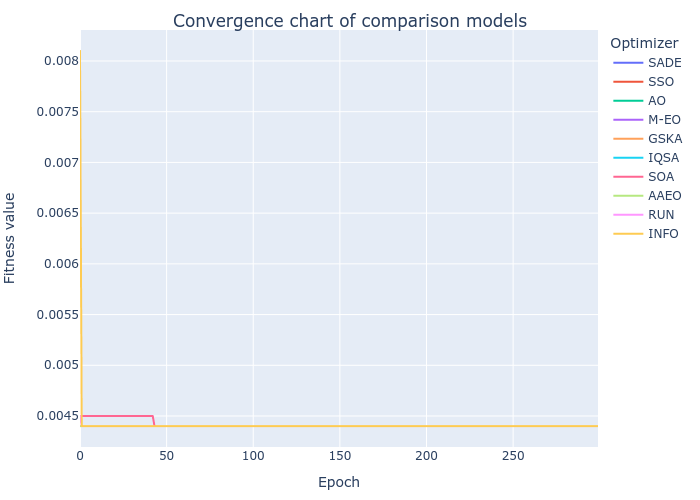 Convergence chart of comparison models
Optimizer
SADE
SSO
AO
M-EO
GSKA
IQSA
SOA
AAEO
RUN
INFO
Fitness value
0.008
0.0075
0.007
0.0065
0.006
0.0055
0.005
0.0045
0
50
100
150
200
250
Epoch